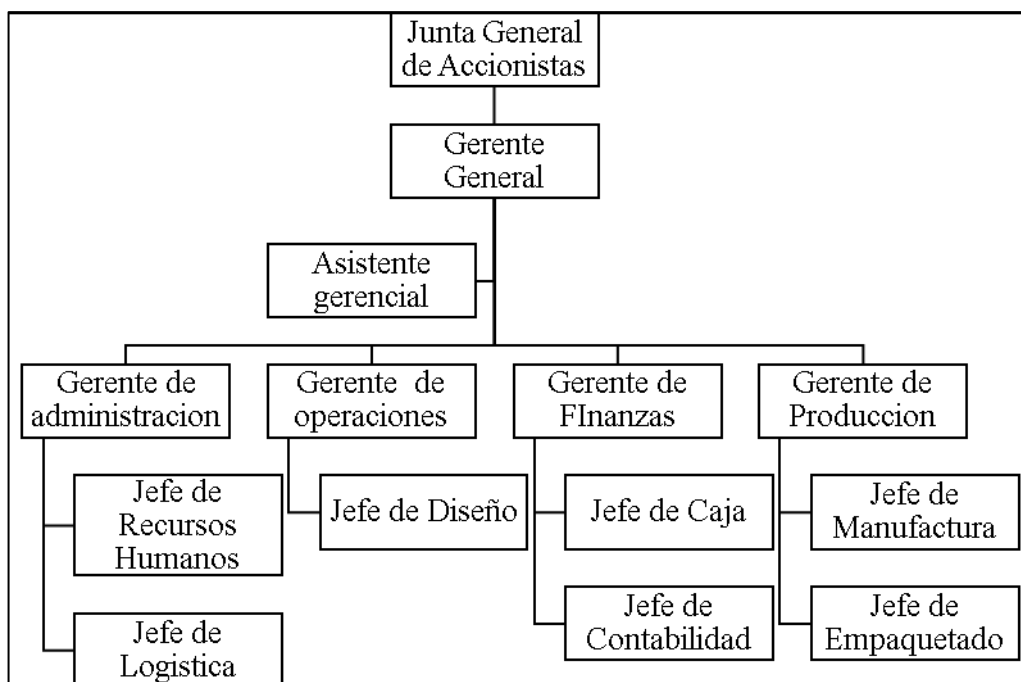 Junta General
de Accionistas
Gerente
General
Asistente
gerencial
Gerente de
administracion
Gerente de
operaciones
Gerente de
FInanzas
Gerente de
Produccion
Jefe de
Recursos
Humanos
Jefe de Diseño
Jefe de Caja
Jefe de
Manufactura
Jefe de
Logistica
Jefe de
Contabilidad
Jefe de
Empaquetado